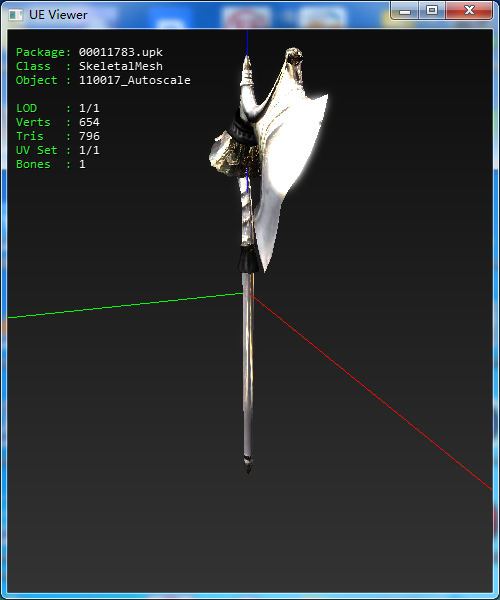 UE Viewer
Package: 00011783.upk
Class : SkeletalMesh
Object : 110017_Autoscale
LOD : 1/1
Verts : 654
Tris : 796
UV Set : 1/1
Bones : 1